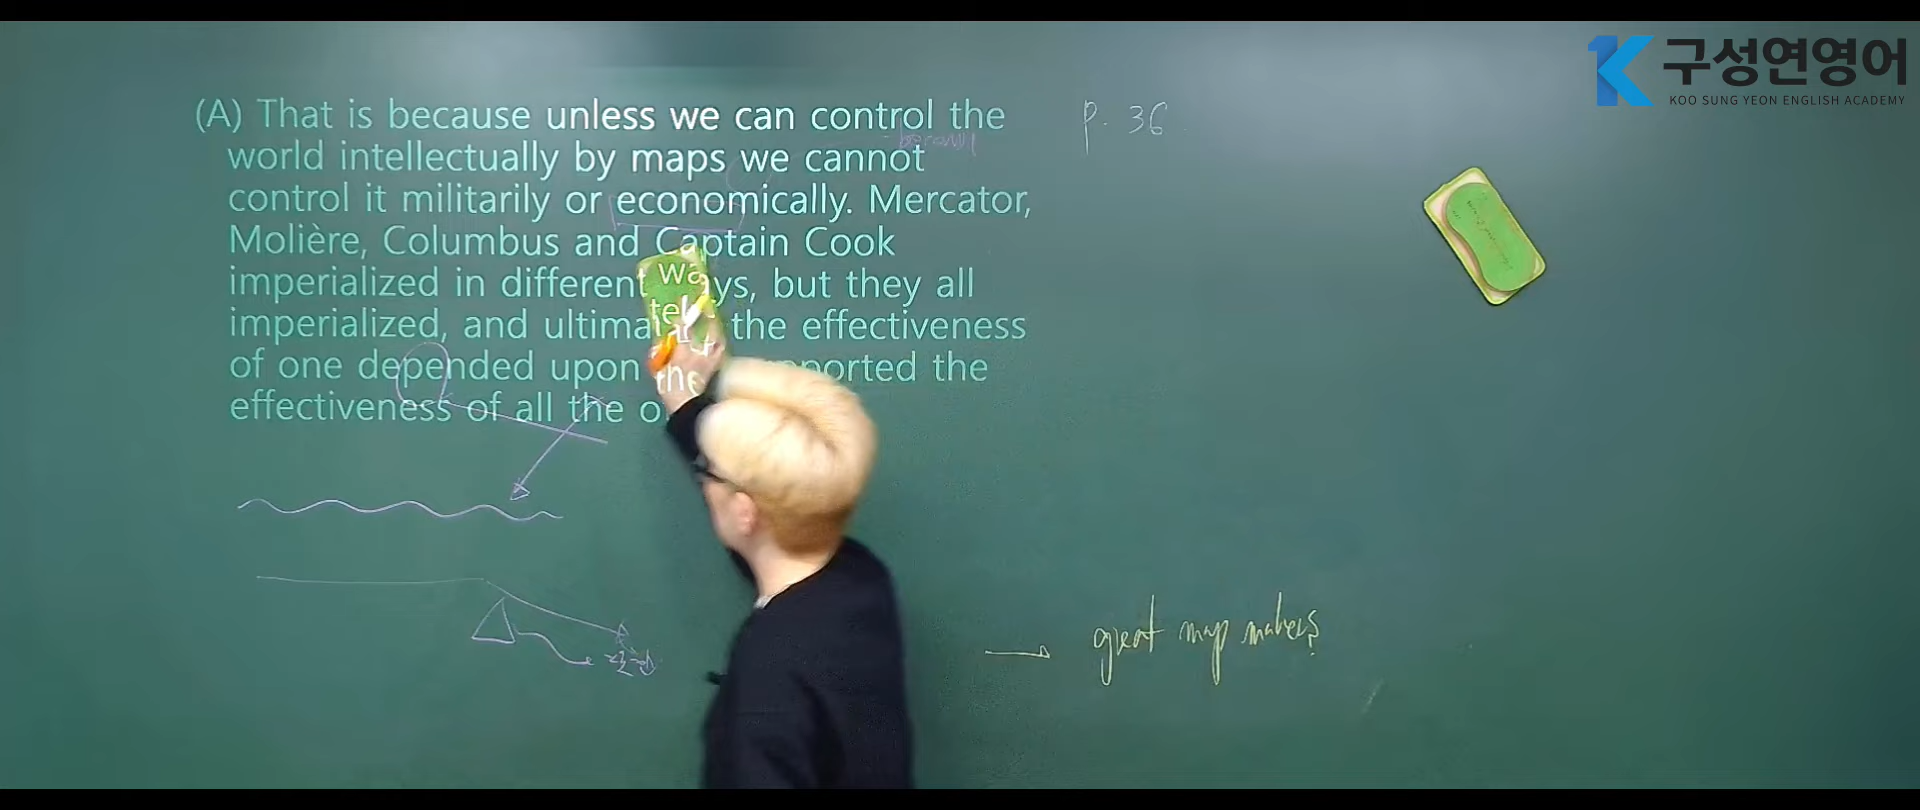 구성연영어
KOO SUNG YEON ENGLISH ACADEMY
(A) That is because unless we can control the
world intellectually by maps we cannot
control it militarily or economically. Mercator,
Molière, Columbus and Captain Cook
imperialized in different ways, but they all
imperialized, and ultimately the effectiveness
of one depended upon the effectiveness
effectiveness of all the
p. 36
great map makers